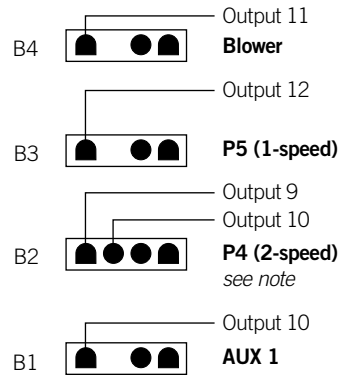 Output 11
B4 Blower
Output 12
B3 P5 (1-speed)
Output 9
Output 10
B2 P4 (2-speed)
see note
Output 10
B1 AUX 1